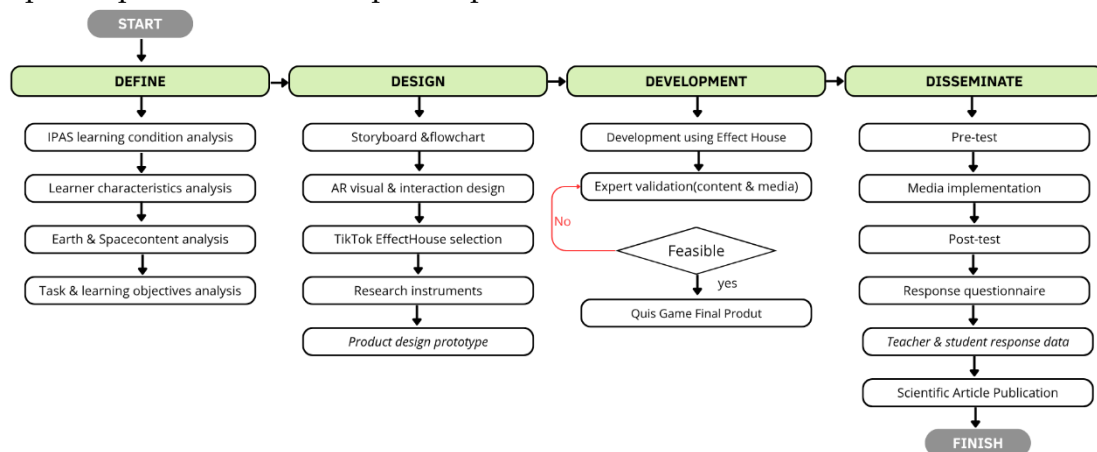 START
DEFINE
IPAS learning condition analysis
Learner characteristics analysis
Earth & Spacecontent analysis
Task & learning objectives analysis
DESIGN
Storyboard &flowchart
AR visual & interaction design
TikTok EffectHouse selection
Research instruments
Product design prototype
DEVELOPMENT
Development using Effect House
Expert validation(content & media)
No
Feasible
yes
Quis Game Final Produt
DISSEMINATE
Pre-test
Media implementation
Post-test
Response questionnaire
Teacher & student response data
Scientific Article Publication
FINISH